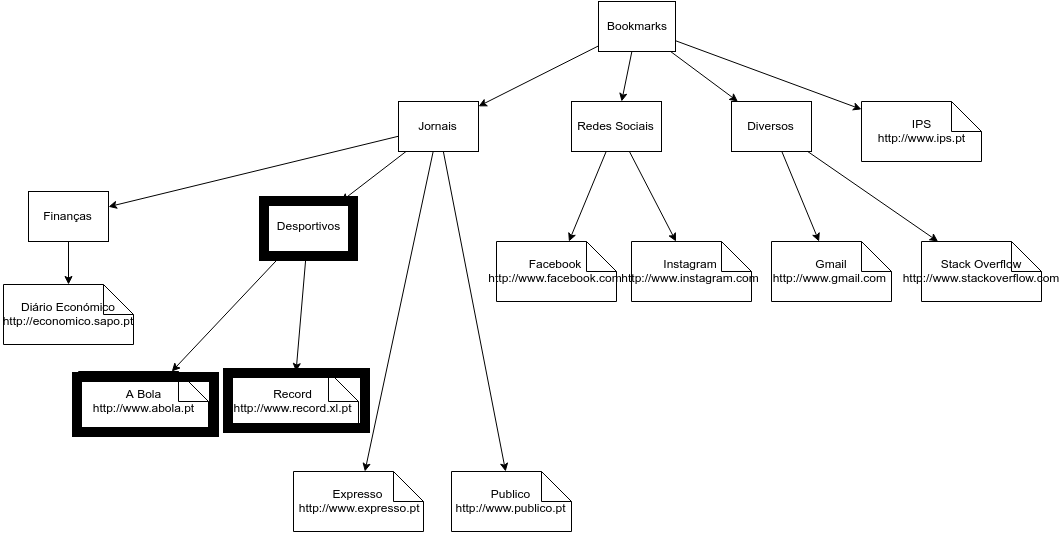 Bookmarks
Jornais
Redes Sociais
Diversos
IPS
http://www.ips.pt
Finanças
Desportivos
Facebook
http://www.facebook.com
Instagram
http://www.instagram.com
Gmail
http://www.gmail.com
Stack Overflow
http://www.stackoverflow.com
Diário Económico
http://economico.sapo.pt
A Bola
http://www.abola.pt
Record
http://www.record.xl.pt
Expresso
http://www.expresso.pt
Publico
http://www.publico.pt